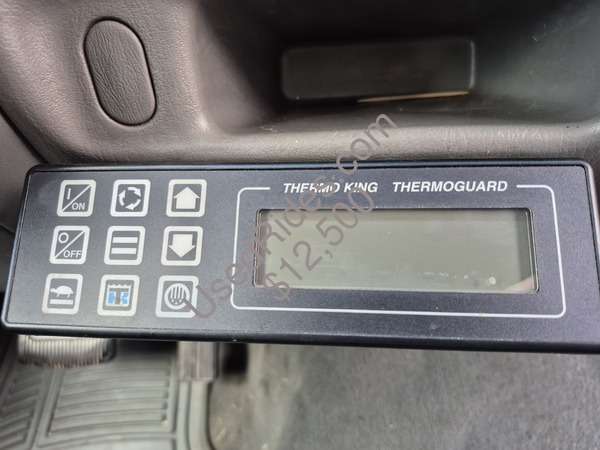 THERMO KING THERMOGUARD
I/ON
O/OFF
UsedRides.com
$12,500